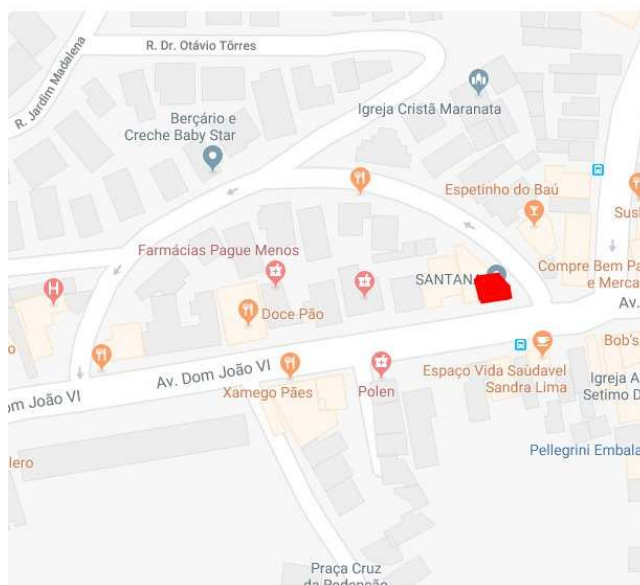 R. Dr. Otávio Tôrres
R. Jardim Madalena
Igreja Cristã Maranata
Berçário e
Creche Baby Star
Espetinho do Baú
Farmácias Pague Menos
SANTAN
Compre Bem Pa
e Merca
H
Doce Pão
Av.
Bob's
Av. Dom João VI
om João VI
Xamego Pães
Polen
Espaço Vida Saúdavel
Sandra Lima
Igreja A
Setimo D
lero
Pellegrini Embala
Praça Cruz